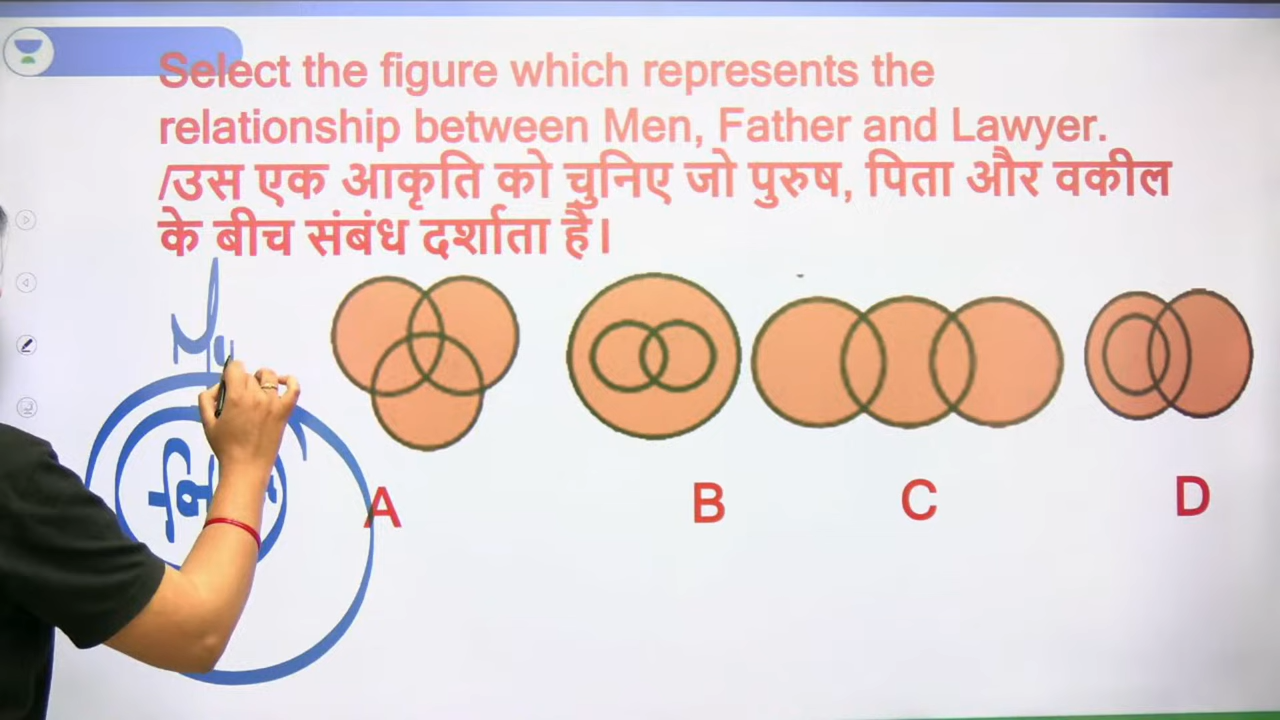 Select the figure which represents the
relationship between Men, Father and Lawyer.
/उस एक आकृति को चुनिए जो पुरुष, पिता और वकील
के बीच संबंध दर्शाता है।
A B C D